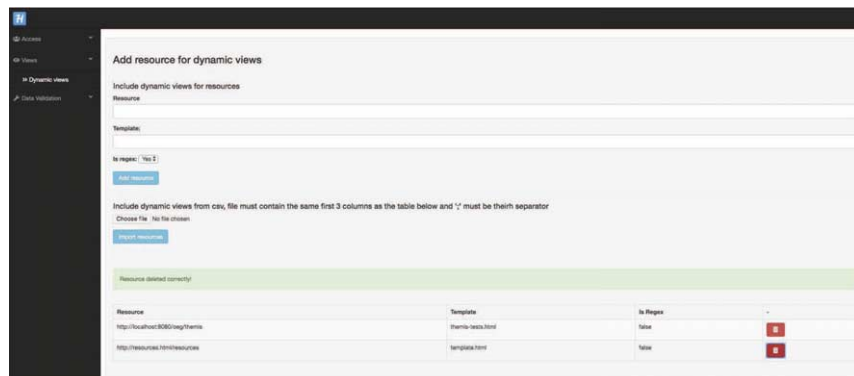 H
Access
Views
Dynamic views
Data Validation
Add resource for dynamic views
Include dynamic views for resources
Resource
Template:
Is regex: Yes
Add resource
Include dynamic views from csv, file must contain the same first 3 columns as the table below and ";" must be theirh separator
Choose file No file chosen
Import resources
Resource deleted correctly!
Resource Template Is Regex -
http://localhost:8080/oeg/themis themis-tests.html false
http://resources.html/resources template.html false